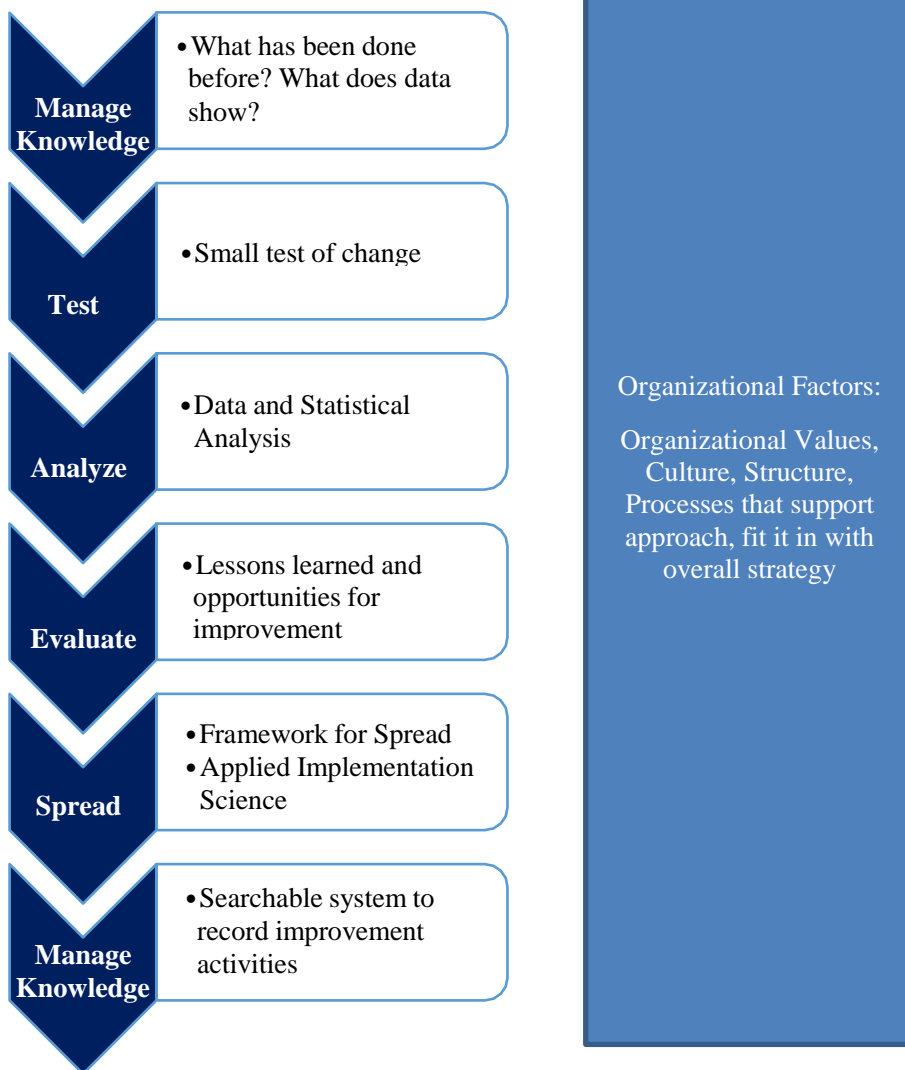 Manage
Knowledge
•What has been done
before? What does data
show?
Test
•Small test of change
Analyze
•Data and Statistical
Analysis
Evaluate
•Lessons learned and
opportunities for
improvement
Spread
•Framework for Spread
•Applied Implementation
Science
Manage
Knowledge
•Searchable system to
record improvement
activities
Organizational Factors:
Organizational Values,
Culture, Structure,
Processes that support
approach, fit it in with
overall strategy